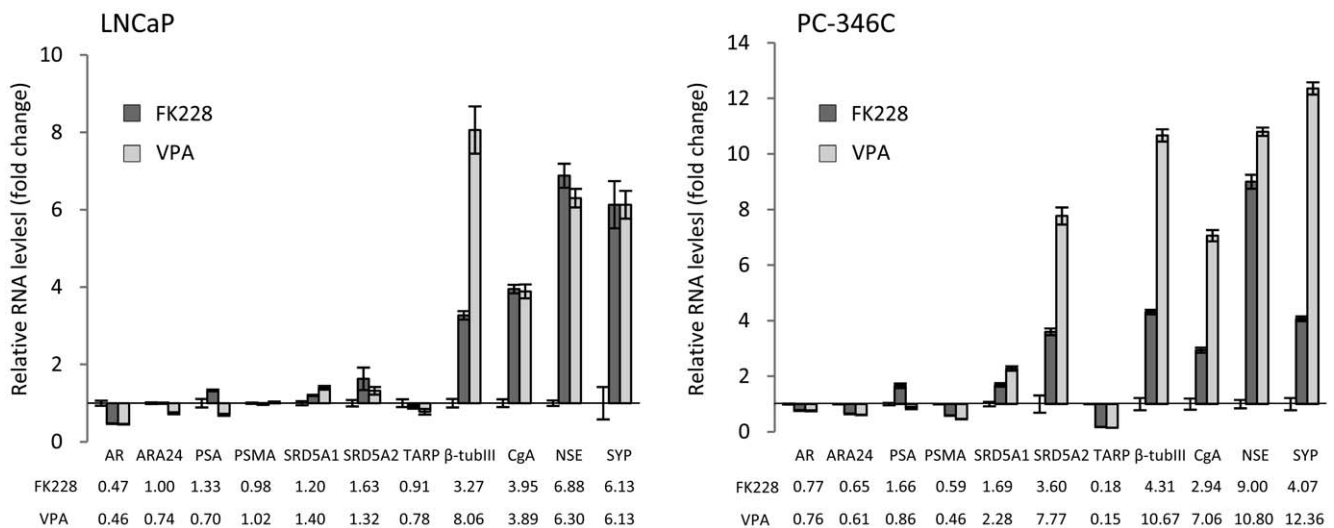 LNCaP
Relative RNA levlesl (fold change)
10
8
6
4
2
0
FK228
VPA
AR ARA24 PSA PSMA SRD5A1 SRD5A2 TARP β-tubIII CgA NSE SYP
FK228 0.47 1.00 1.33 0.98 1.20 1.63 0.91 3.27 3.95 6.88 6.13
VPA 0.46 0.74 0.70 1.02 1.40 1.32 0.78 8.06 3.89 6.30 6.13
PC-346C
Relative RNA levlesl (fold change)
14
12
10
8
6
4
2
0
FK228
VPA
AR ARA24 PSA PSMA SRD5A1 SRD5A2 TARP β-tubIII CgA NSE SYP
FK228 0.77 0.65 1.66 0.59 1.69 3.60 0.18 4.31 2.94 9.00 4.07
VPA 0.76 0.61 0.86 0.46 2.28 7.77 0.15 10.67 7.06 10.80 12.36